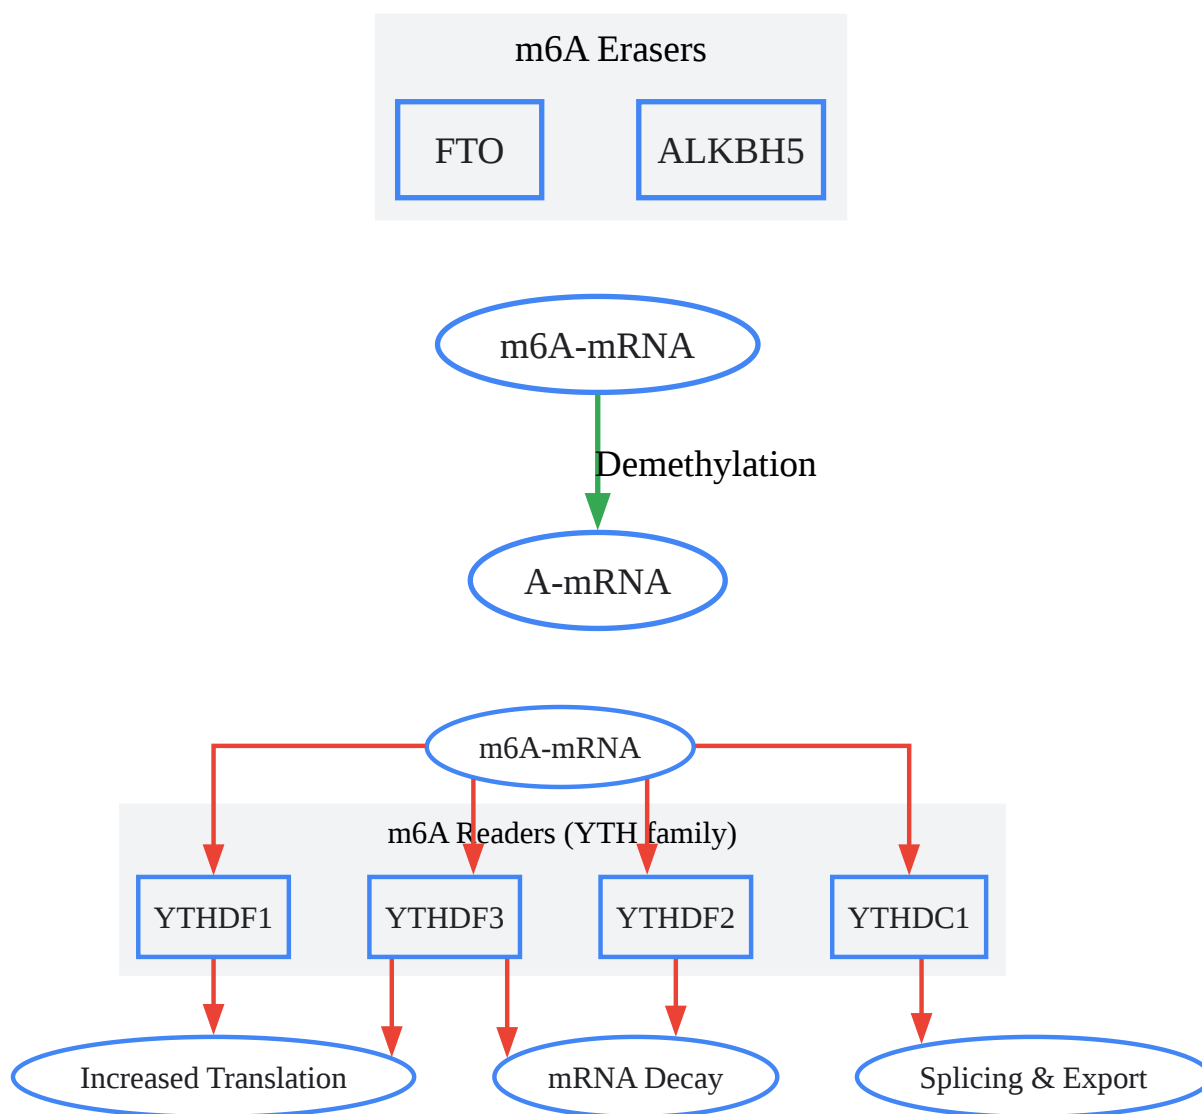 m6A Erasers
FTO
ALKBH5
m6A-mRNA
Demethylation
A-mRNA
m6A-mRNA
m6A Readers (YTH family)
YTHDF1
YTHDF3
YTHDF2
YTHDC1
Increased Translation
mRNA Decay
Splicing & Export